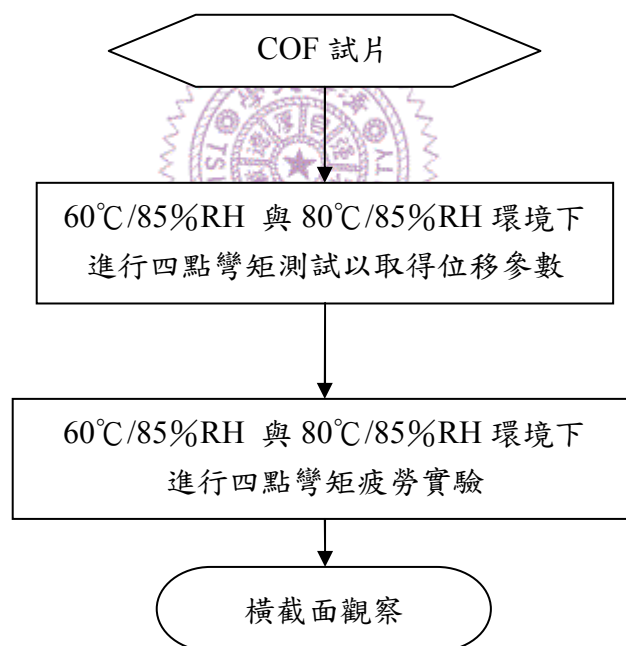 COF 試片
60℃/85%RH 與 80℃/85%RH 環境下
進行四點彎矩測試以取得位移參數
60℃/85%RH 與 80℃/85%RH 環境下
進行四點彎矩疲勞實驗
橫截面觀察